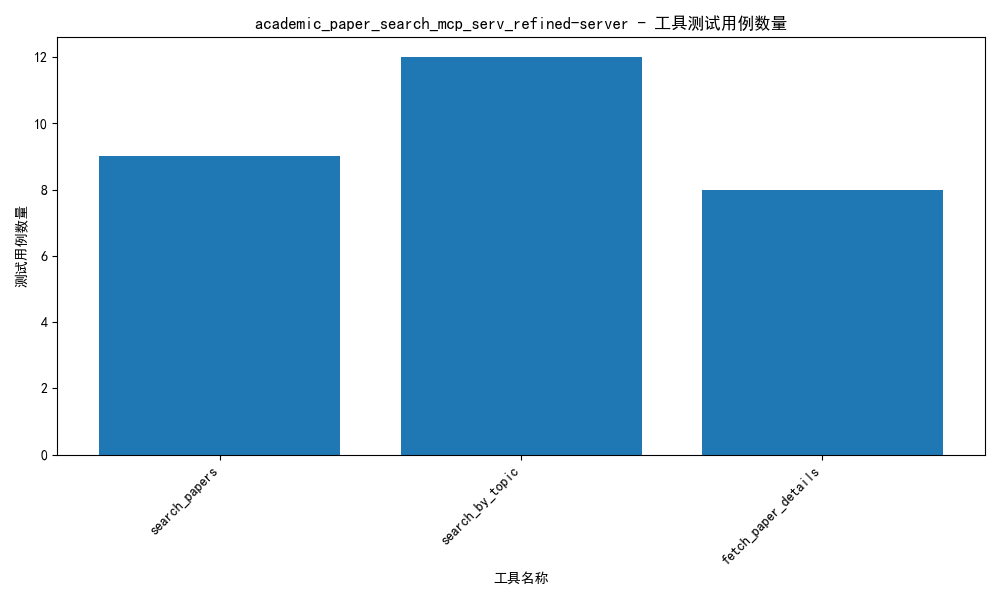 academic_paper_search_mcp_serv_refined-server - 工具测试用例数量
测试用例数量
12
10
8
6
4
2
0
search_papers
search_by_topic
fetch_paper_details
工具名称